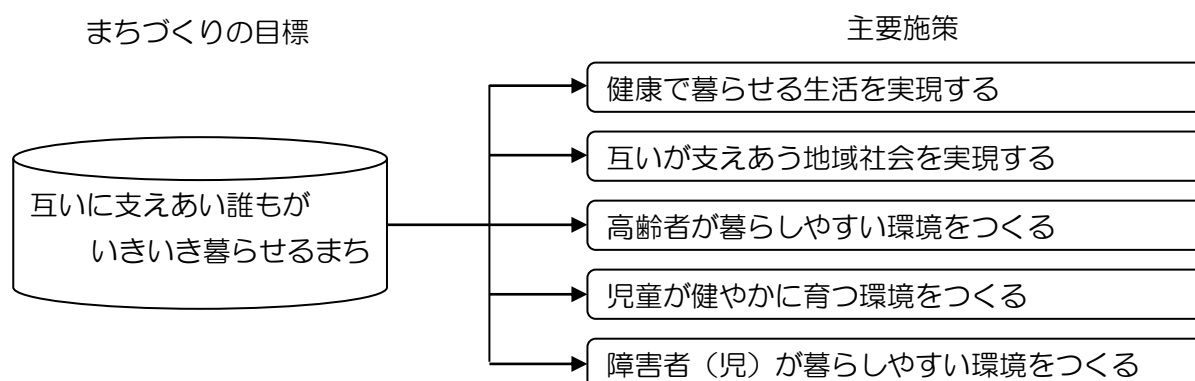 まちづくりの目標
主要施策
健康で暮らせる生活を実現する
互いが支えあう地域社会を実現する
互いに支えあい誰もが
いきいき暮らせるまち
高齢者が暮らしやすい環境をつくる
児童が健やかに育つ環境をつくる
障害者（児）が暮らしやすい環境をつくる